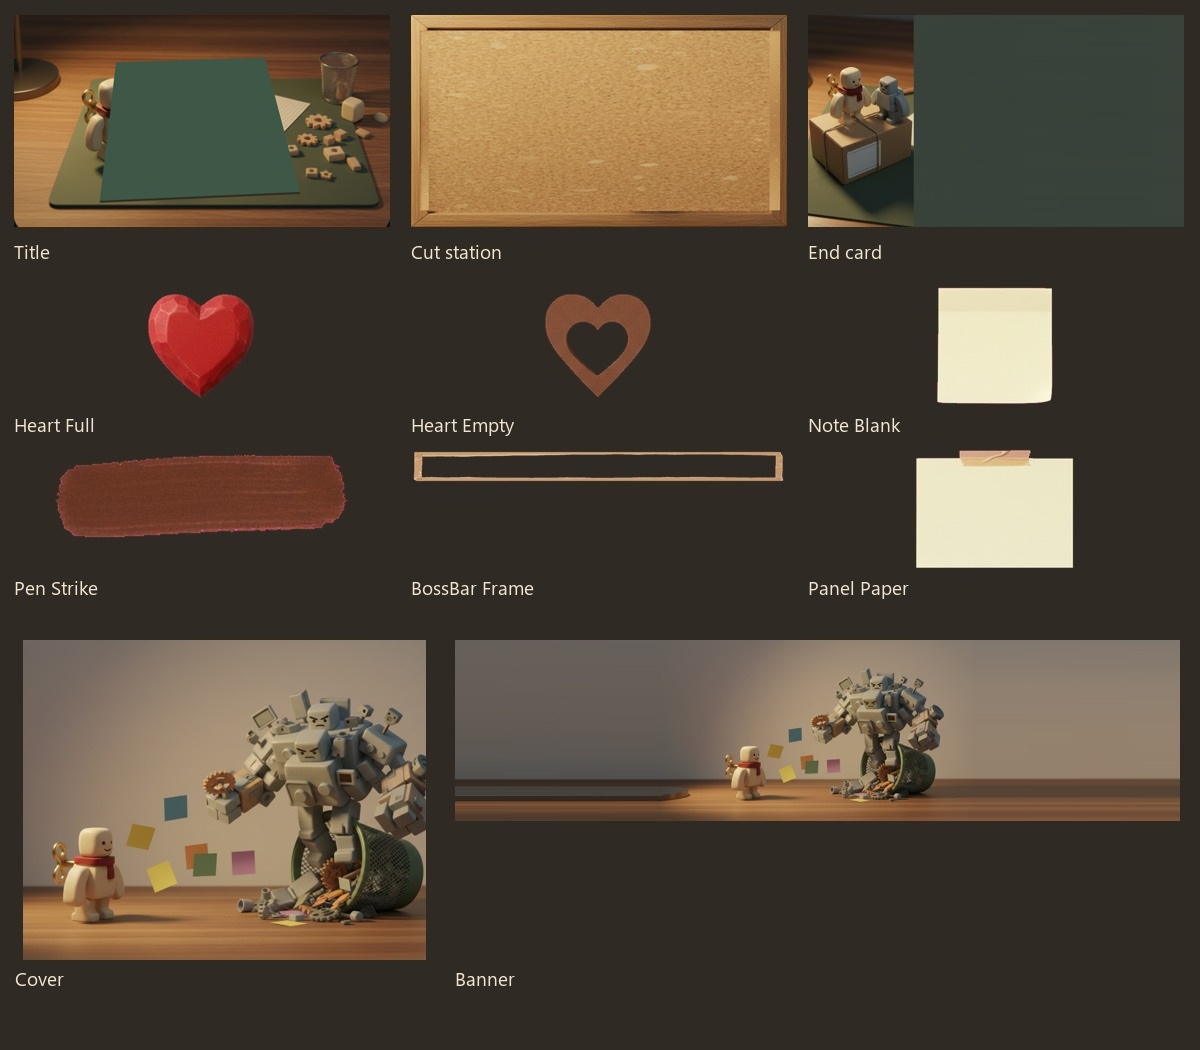 Title
Cut station
End card
Heart Full
Heart Empty
Note Blank
Pen Strike
BossBar Frame
Panel Paper
Cover
Banner